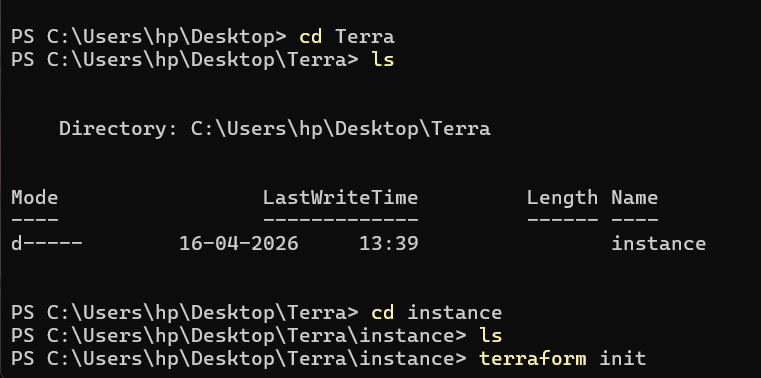 PS C:\Users\hp\Desktop> cd Terra
PS C:\Users\hp\Desktop\Terra> ls
Directory: C:\Users\hp\Desktop\Terra
Mode                 LastWriteTime         Length Name
----                 -------------         ------ ----
d-----        16-04-2026     13:39                instance
PS C:\Users\hp\Desktop\Terra> cd instance
PS C:\Users\hp\Desktop\Terra\instance> ls
PS C:\Users\hp\Desktop\Terra\instance> terraform init